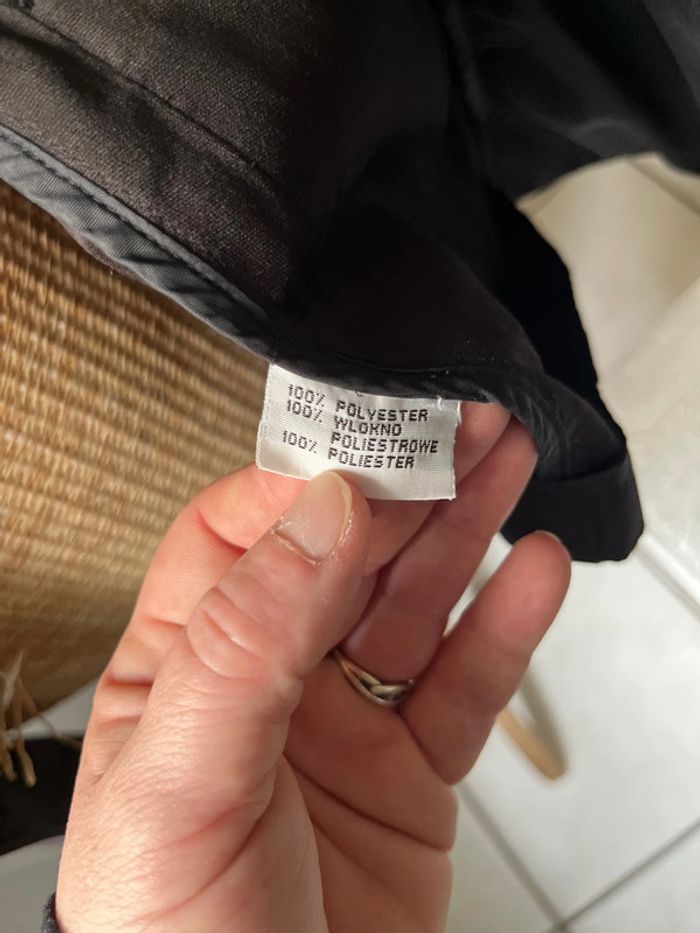 100% POLYESTER
100% WLOKNO
POLIESTROWE
100% POLIESTER